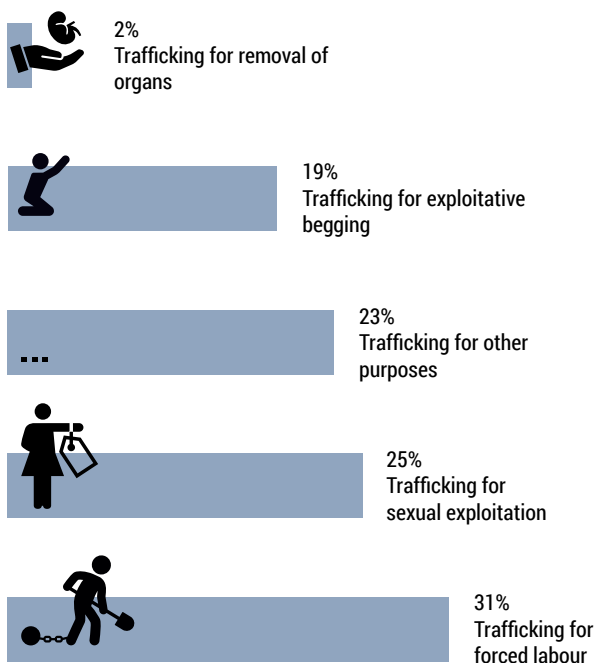 2%
Trafficking for removal of
organs
19%
Trafficking for exploitative
begging
23%
Trafficking for other
purposes
25%
Trafficking for
sexual exploitation
31%
Trafficking for
forced labour